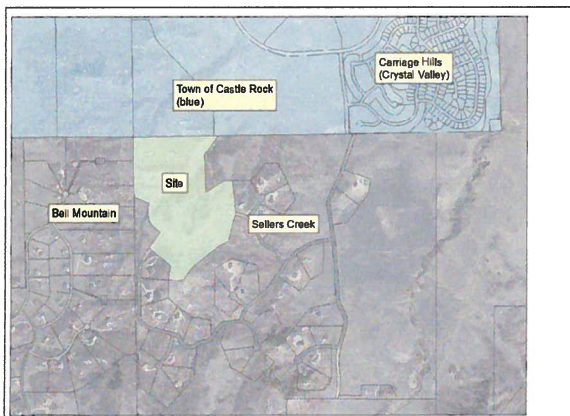 Carriage Hills
(Crystal Valley)
Town of Castle Rock
(blue)
Site
Bell Mountain
Sellers Creek